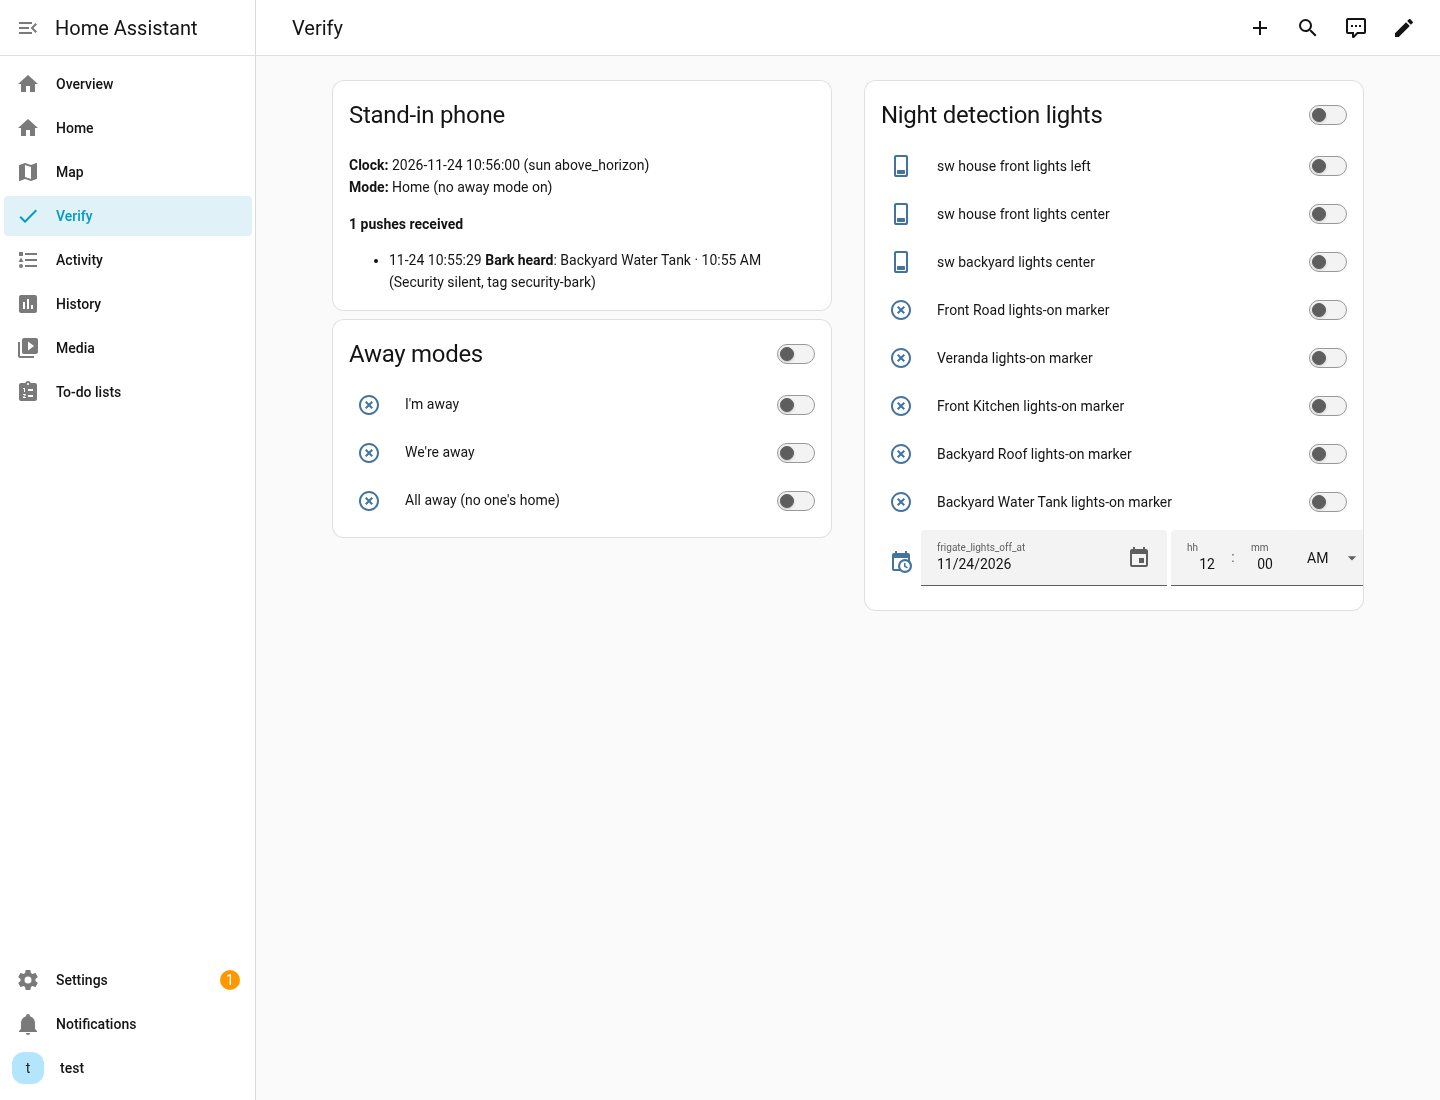 Home Assistant
Overview
Home
Map
Verify
Activity
History
Media
To-do lists
Settings
1
Notifications
t
test
Verify
Stand-in phone
Clock: 2026-11-24 10:56:00 (sun above_horizon)
Mode: Home (no away mode on)
1 pushes received
• 11-24 10:55:29 Bark heard: Backyard Water Tank · 10:55 AM
(Security silent, tag security-bark)
Away modes
I'm away
We're away
All away (no one's home)
Night detection lights
sw house front lights left
sw house front lights center
sw backyard lights center
Front Road lights-on marker
Veranda lights-on marker
Front Kitchen lights-on marker
Backyard Roof lights-on marker
Backyard Water Tank lights-on marker
frigate_lights_off_at
11/24/2026
hh mm
12 : 00 AM